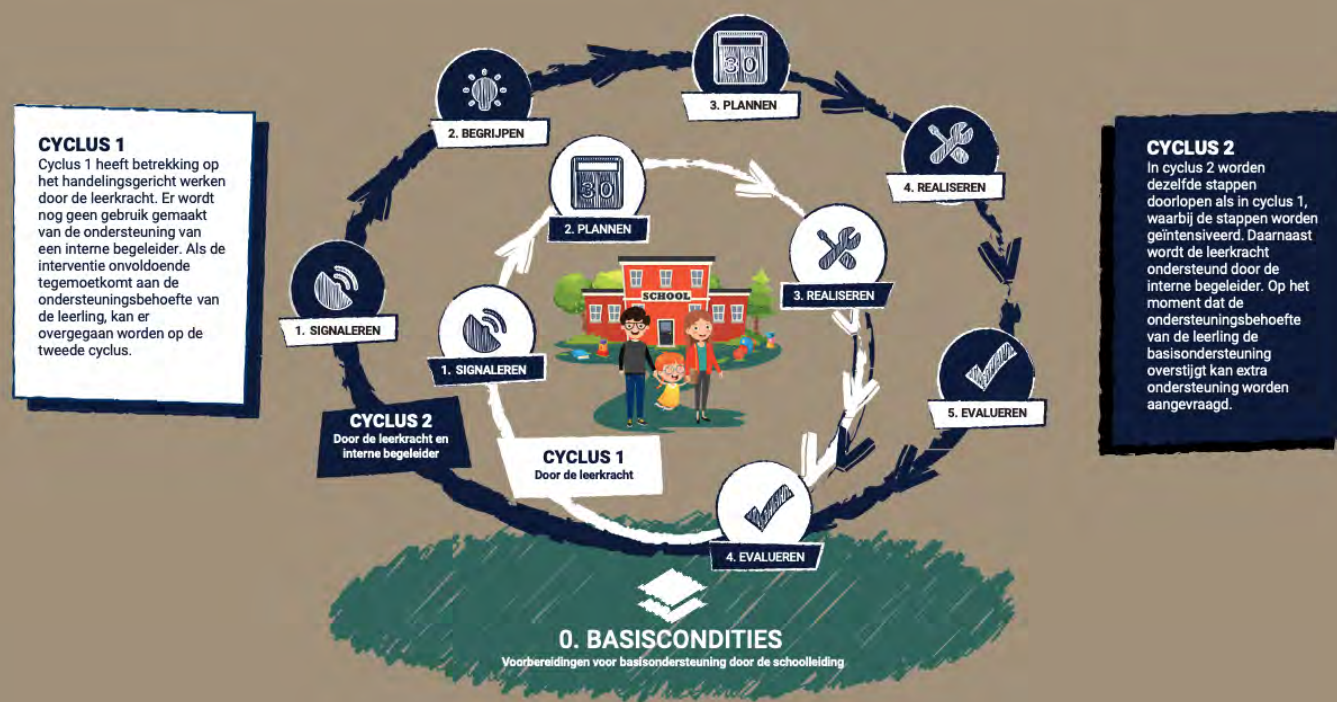 CYCLUS 1
Cyclus 1 heeft betrekking op
het handelingsgericht werken
door de leerkracht. Er wordt
nog geen gebruik gemaakt
van de ondersteuning van
een interne begeleider. Als de
interventie onvoldoende
tegemoetkomt aan de
ondersteuningsbehoefte van
de leerling, kan er
overgegaan worden op de
tweede cyclus.
1. SIGNALEREN
2. BEGRIJPEN
3. PLANNEN
30
4. REALISEREN
5. EVALUEREN
CYCLUS 2
Door de leerkracht en
interne begeleider
1. SIGNALEREN
30
2. PLANNEN
3. REALISEREN
4. EVALUEREN
CYCLUS 1
Door de leerkracht
SCHOOL
0. BASISCONDITIES
Voorbereidingen voor basisondersteuning door de schoolleiding
CYCLUS 2
In cyclus 2 worden
dezelfde stappen
doorlopen als in cyclus 1,
waarbij de stappen worden
geïntensiveerd. Daarnaast
wordt de leerkracht
ondersteund door de
interne begeleider. Op het
moment dat de
ondersteuningsbehoefte
van de leerling de
basisondersteuning
overstijgt kan extra
ondersteuning worden
aangevraagd.